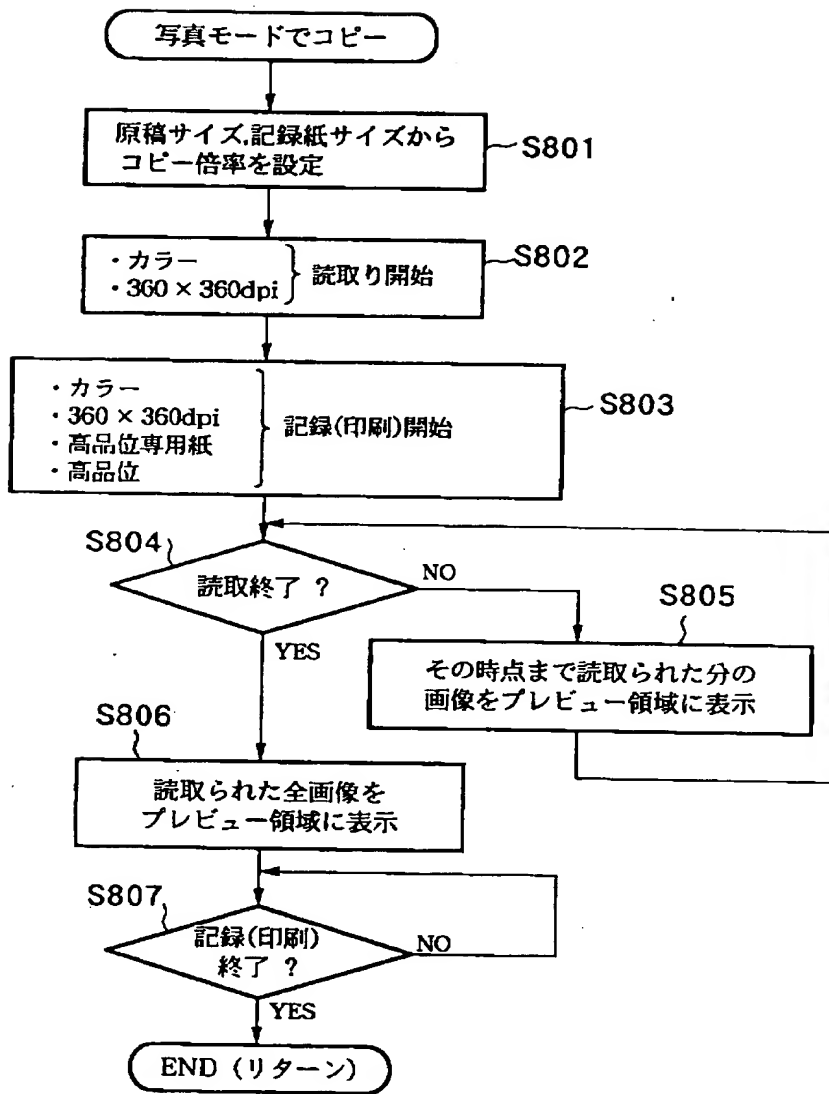 写真モードでコピー
原稿サイズ,記録紙サイズから
コピー倍率を設定
S801
・カラー
・360 × 360dpi
読取り開始
S802
・カラー
・360 × 360dpi
・高品位専用紙
・高品位
記録(印刷)開始
S803
S804
読取終了 ?
NO
YES
S805
その時点まで読取られた分の
画像をプレビュー領域に表示
S806
読取られた全画像を
プレビュー領域に表示
S807
記録(印刷)
終了 ?
NO
YES
END (リターン)